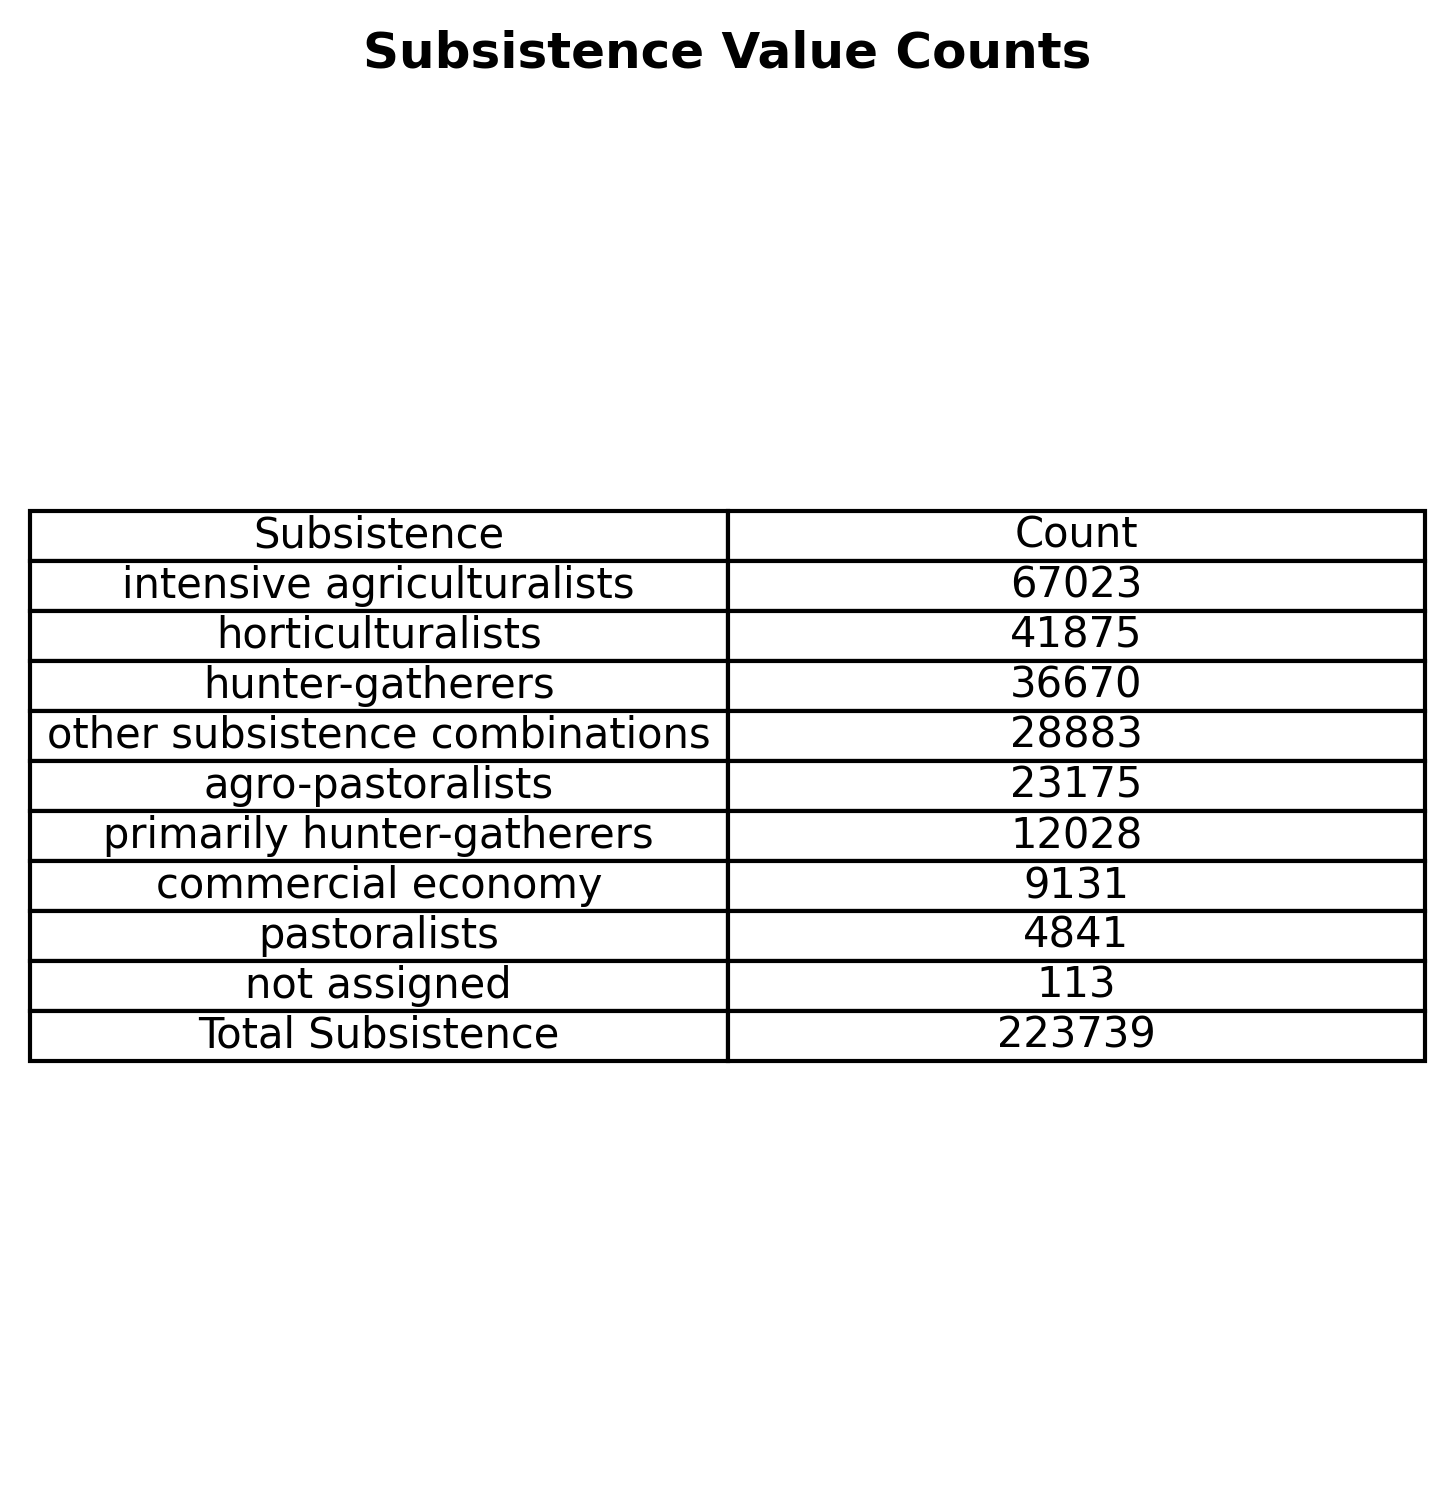 Subsistence Value Counts
Subsistence Count
intensive agriculturalists 67023
horticulturalists 41875
hunter-gatherers 36670
other subsistence combinations 28883
agro-pastoralists 23175
primarily hunter-gatherers 12028
commercial economy 9131
pastoralists 4841
not assigned 113
Total Subsistence 223739